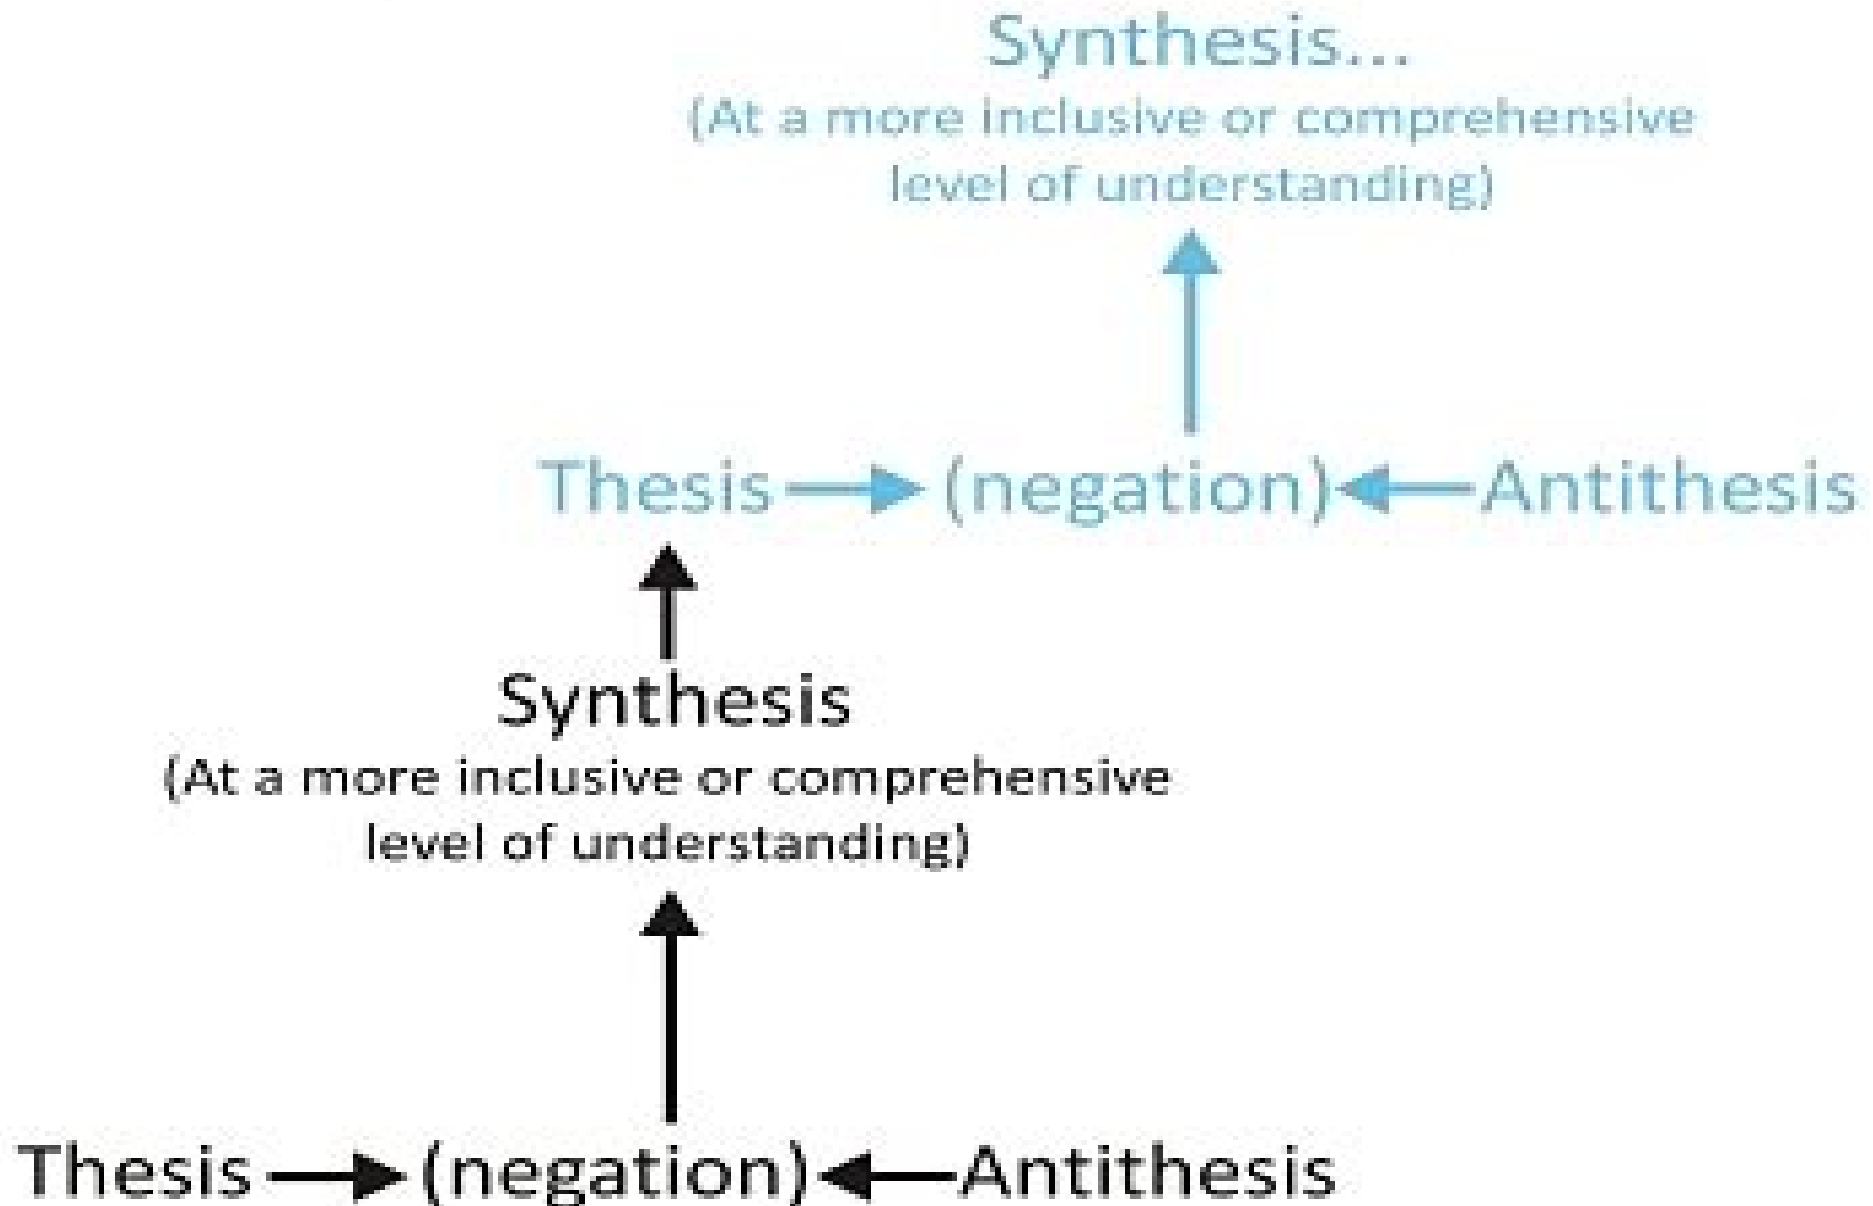 Synthesis...
(At a more inclusive or comprehensive
level of understanding)
Thesis (negation) Antithesis
Synthesis
(At a more inclusive or comprehensive
level of understanding)
Thesis (negation) Antithesis